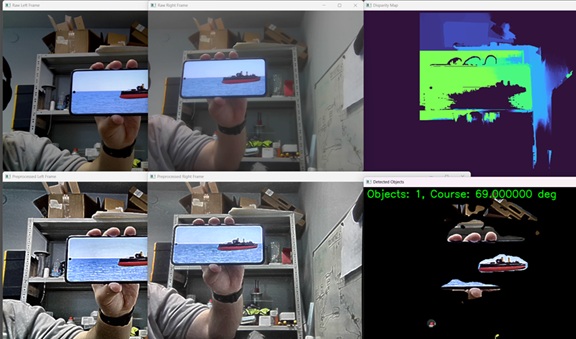 Raw Left Frame
Raw Right Frame
Disparity Map
Preprocessed Left Frame
Preprocessed Right Frame
Detected Objects
Objects: 1, Course: 69.000000 deg